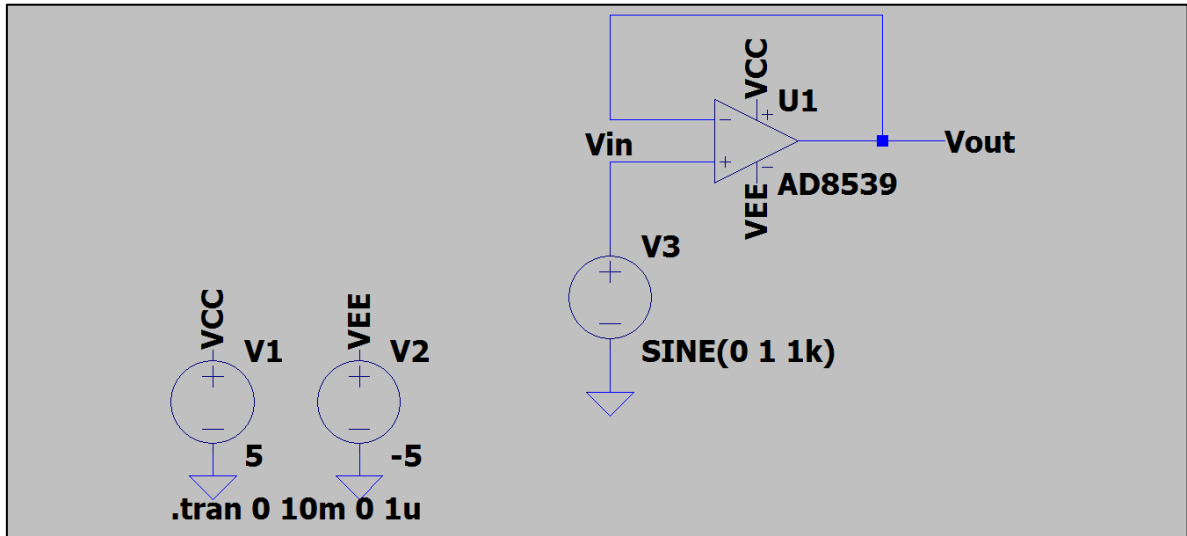 VCC
U1
Vin
Vout
VEE
AD8539
V3
SINE(0 1 1k)
VCC
V1
VEE
V2
5
-5
.tran 0 10m 0 1u